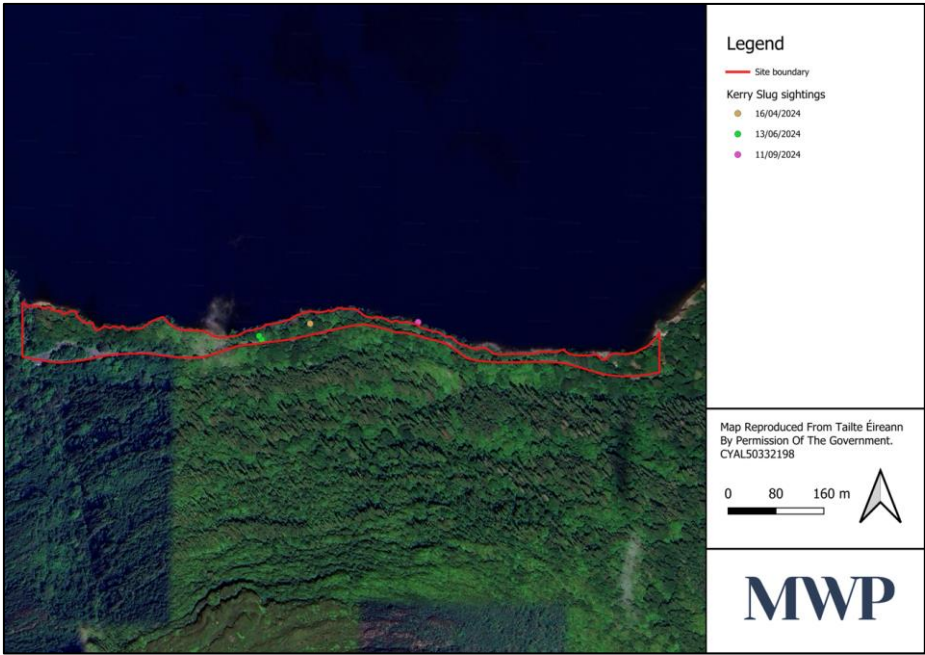 Legend
Site boundary
Kerry Slug sightings
16/04/2024
13/06/2024
11/09/2024
Map Reproduced From Tailte Éireann
By Permission Of The Government.
CYAL50332198
0 80 160 m
MWP